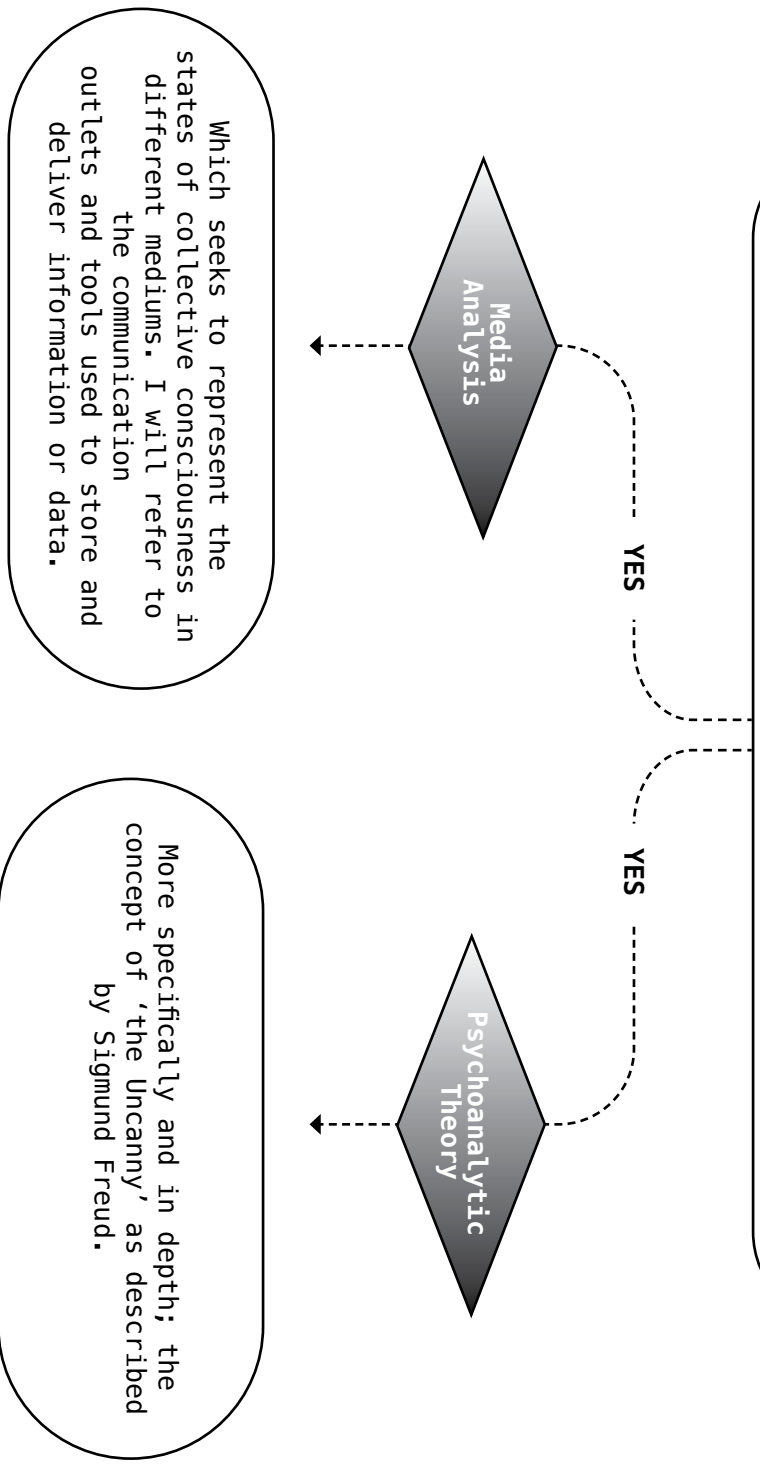 YES
YES
Media
Analysis
Psychoanalytic
Theory
Which seeks to represent the
states of collective consciousness in
different mediums. I will refer to
the communication
outlets and tools used to store and
deliver information or data.
More specifically and in depth; the
concept of ‘the Uncanny’ as described
by Sigmund Freud.